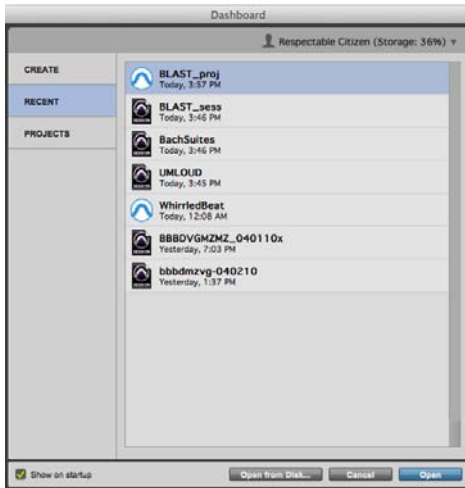 Dashboard
Respectable Citizen (Storage: 36%)
CREATE
RECENT
PROJECTS
BLAST_proj
Today, 3:57 PM
BLAST_sess
Today, 3:46 PM
BachSuites
Today, 3:46 PM
UMLOUD
Today, 3:45 PM
WhirrledBeat
Today, 12:08 AM
BBBDVGMZMZ_040110x
Yesterday, 7:03 PM
bbbdmzvg-040210
Yesterday, 1:37 PM
Show on startup
Open from Disk...
Cancel
Open